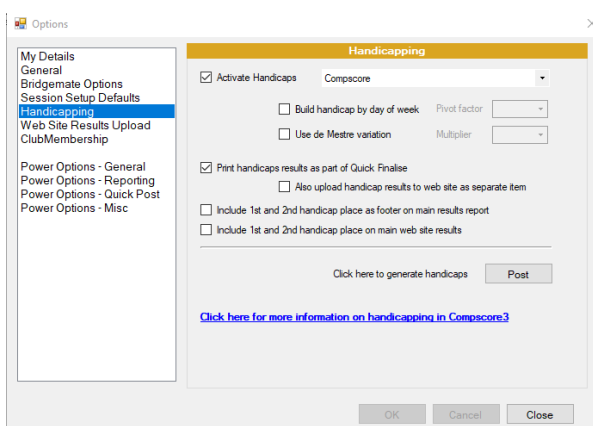 Options
My Details
General
Bridgemate Options
Session Setup Defaults
Handicapping
Web Site Results Upload
ClubMembership
Power Options - General
Power Options - Reporting
Power Options - Quick Post
Power Options - Misc
Handicapping
Activate Handicaps Compscore
Build handicap by day of week Pivot factor
Use de Mestre variation Multiplier
Print handicaps results as part of Quick Finalise
Also upload handicap results to web site as separate item
Include 1st and 2nd handicap place as footer on main results report
Include 1st and 2nd handicap place on main web site results
Click here to generate handicaps Post
Click here for more information on handicapping in Compscore3
OK Cancel Close